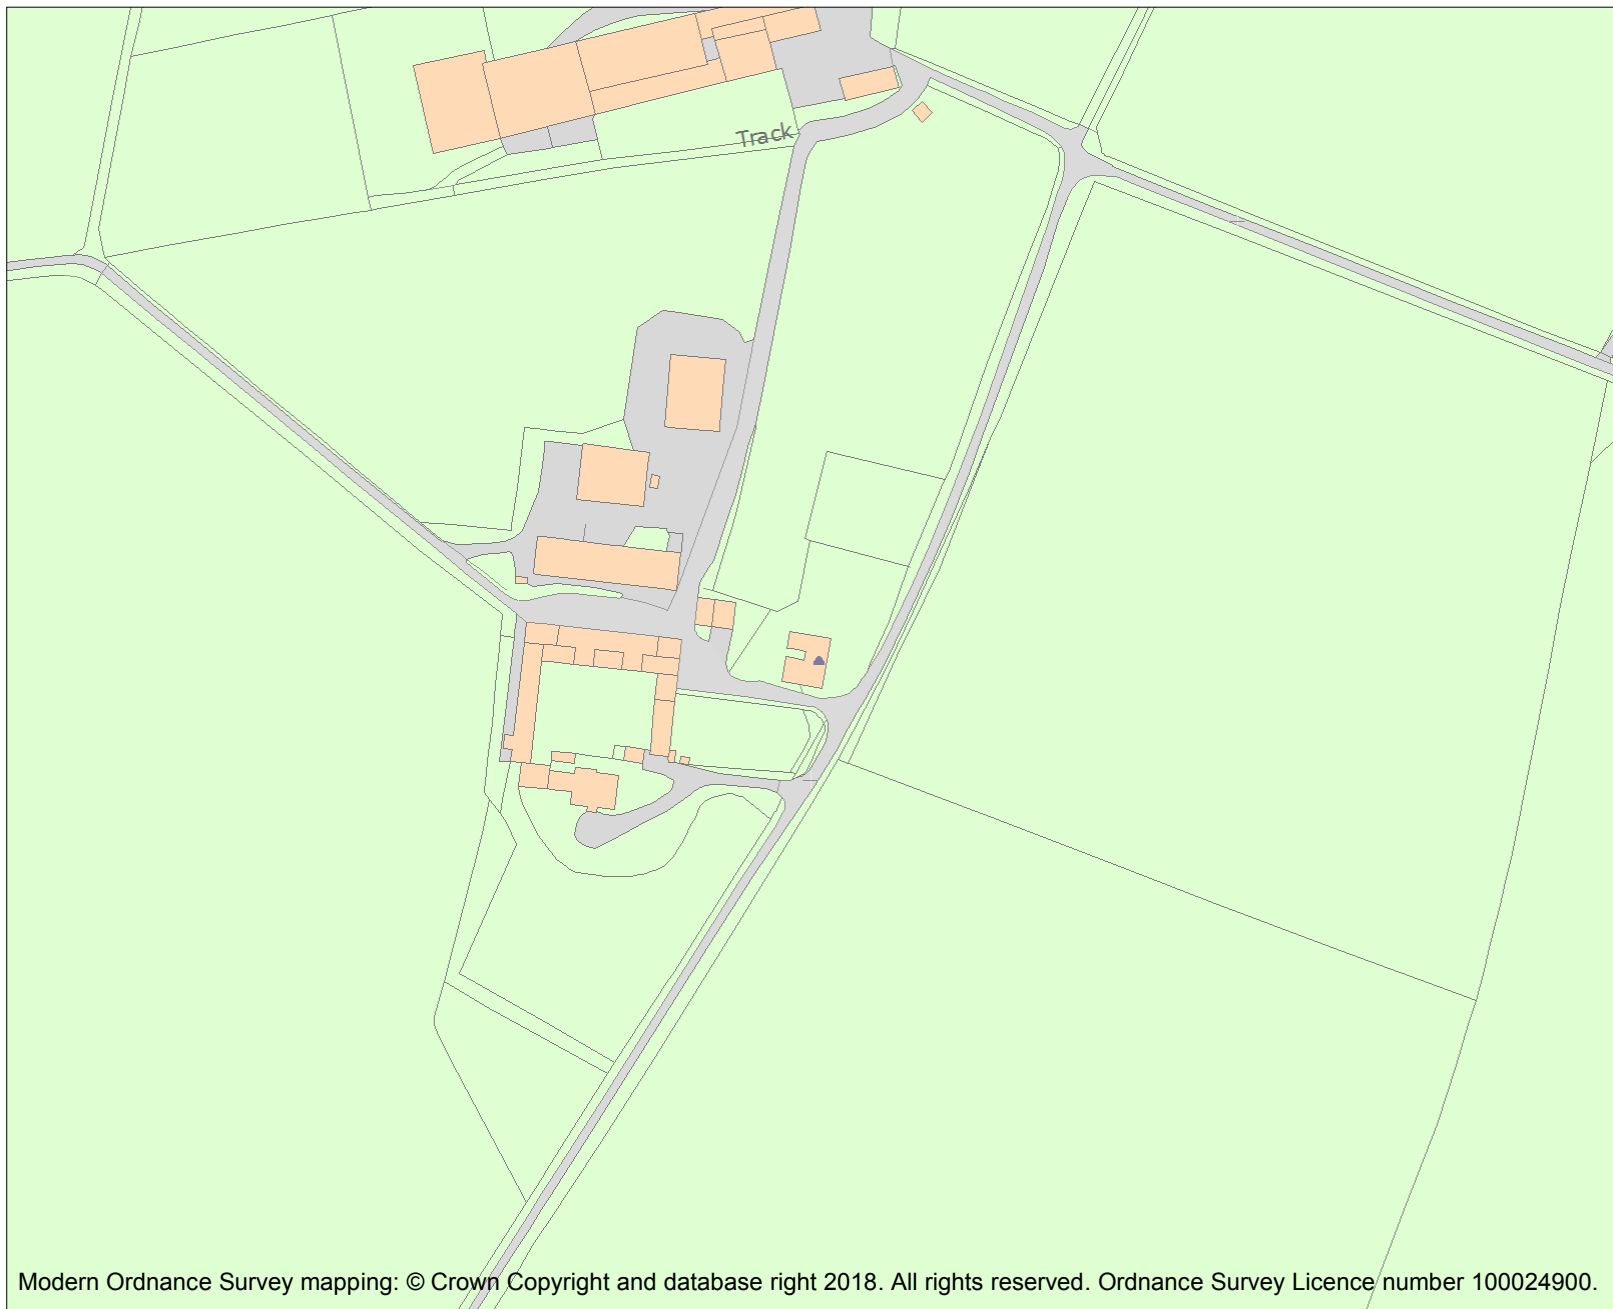 Track
Modern Ordnance Survey mapping: © Crown Copyright and database right 2018. All rights reserved. Ordnance Survey Licence number 100024900.